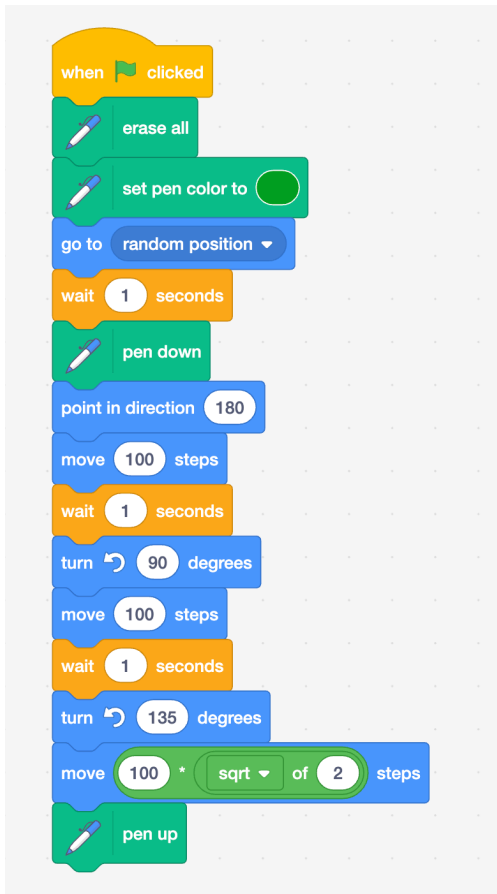 when clicked
erase all
set pen color to
go to random position
wait 1 seconds
pen down
point in direction 180
move 100 steps
wait 1 seconds
turn 90 degrees
move 100 steps
wait 1 seconds
turn 135 degrees
move 100 * sqrt of 2 steps
pen up